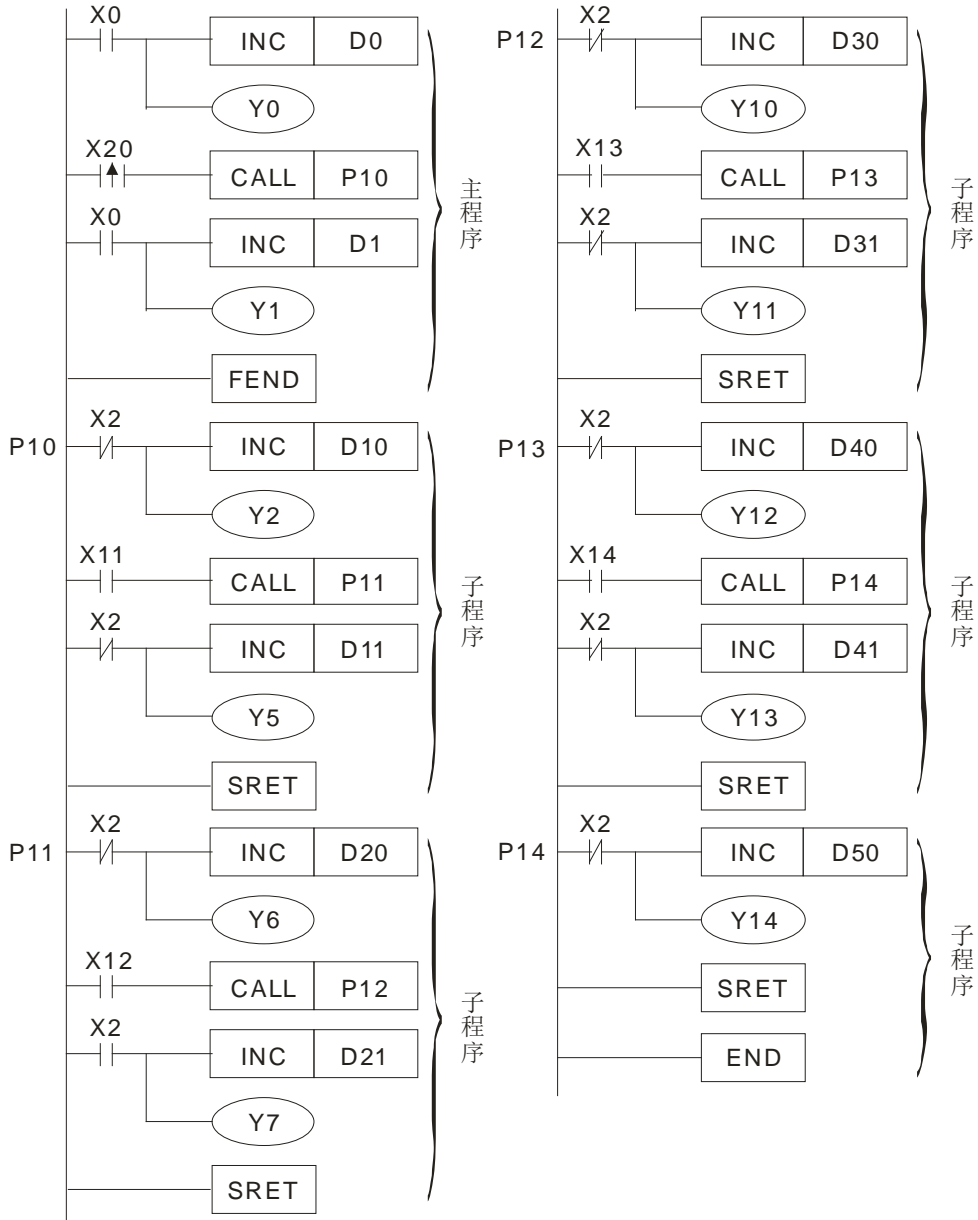 X0
INC D0
Y0
X20
CALL P10
X0
INC D1
Y1
FEND
主程序
P10
X2
INC D10
Y2
X11
CALL P11
X2
INC D11
Y5
SRET
子程序
P11
X2
INC D20
Y6
X12
CALL P12
X2
INC D21
Y7
SRET
子程序
P12
X2
INC D30
Y10
X13
CALL P13
X2
INC D31
Y11
SRET
子程序
P13
X2
INC D40
Y12
X14
CALL P14
X2
INC D41
Y13
SRET
子程序
P14
X2
INC D50
Y14
SRET
END
子程序